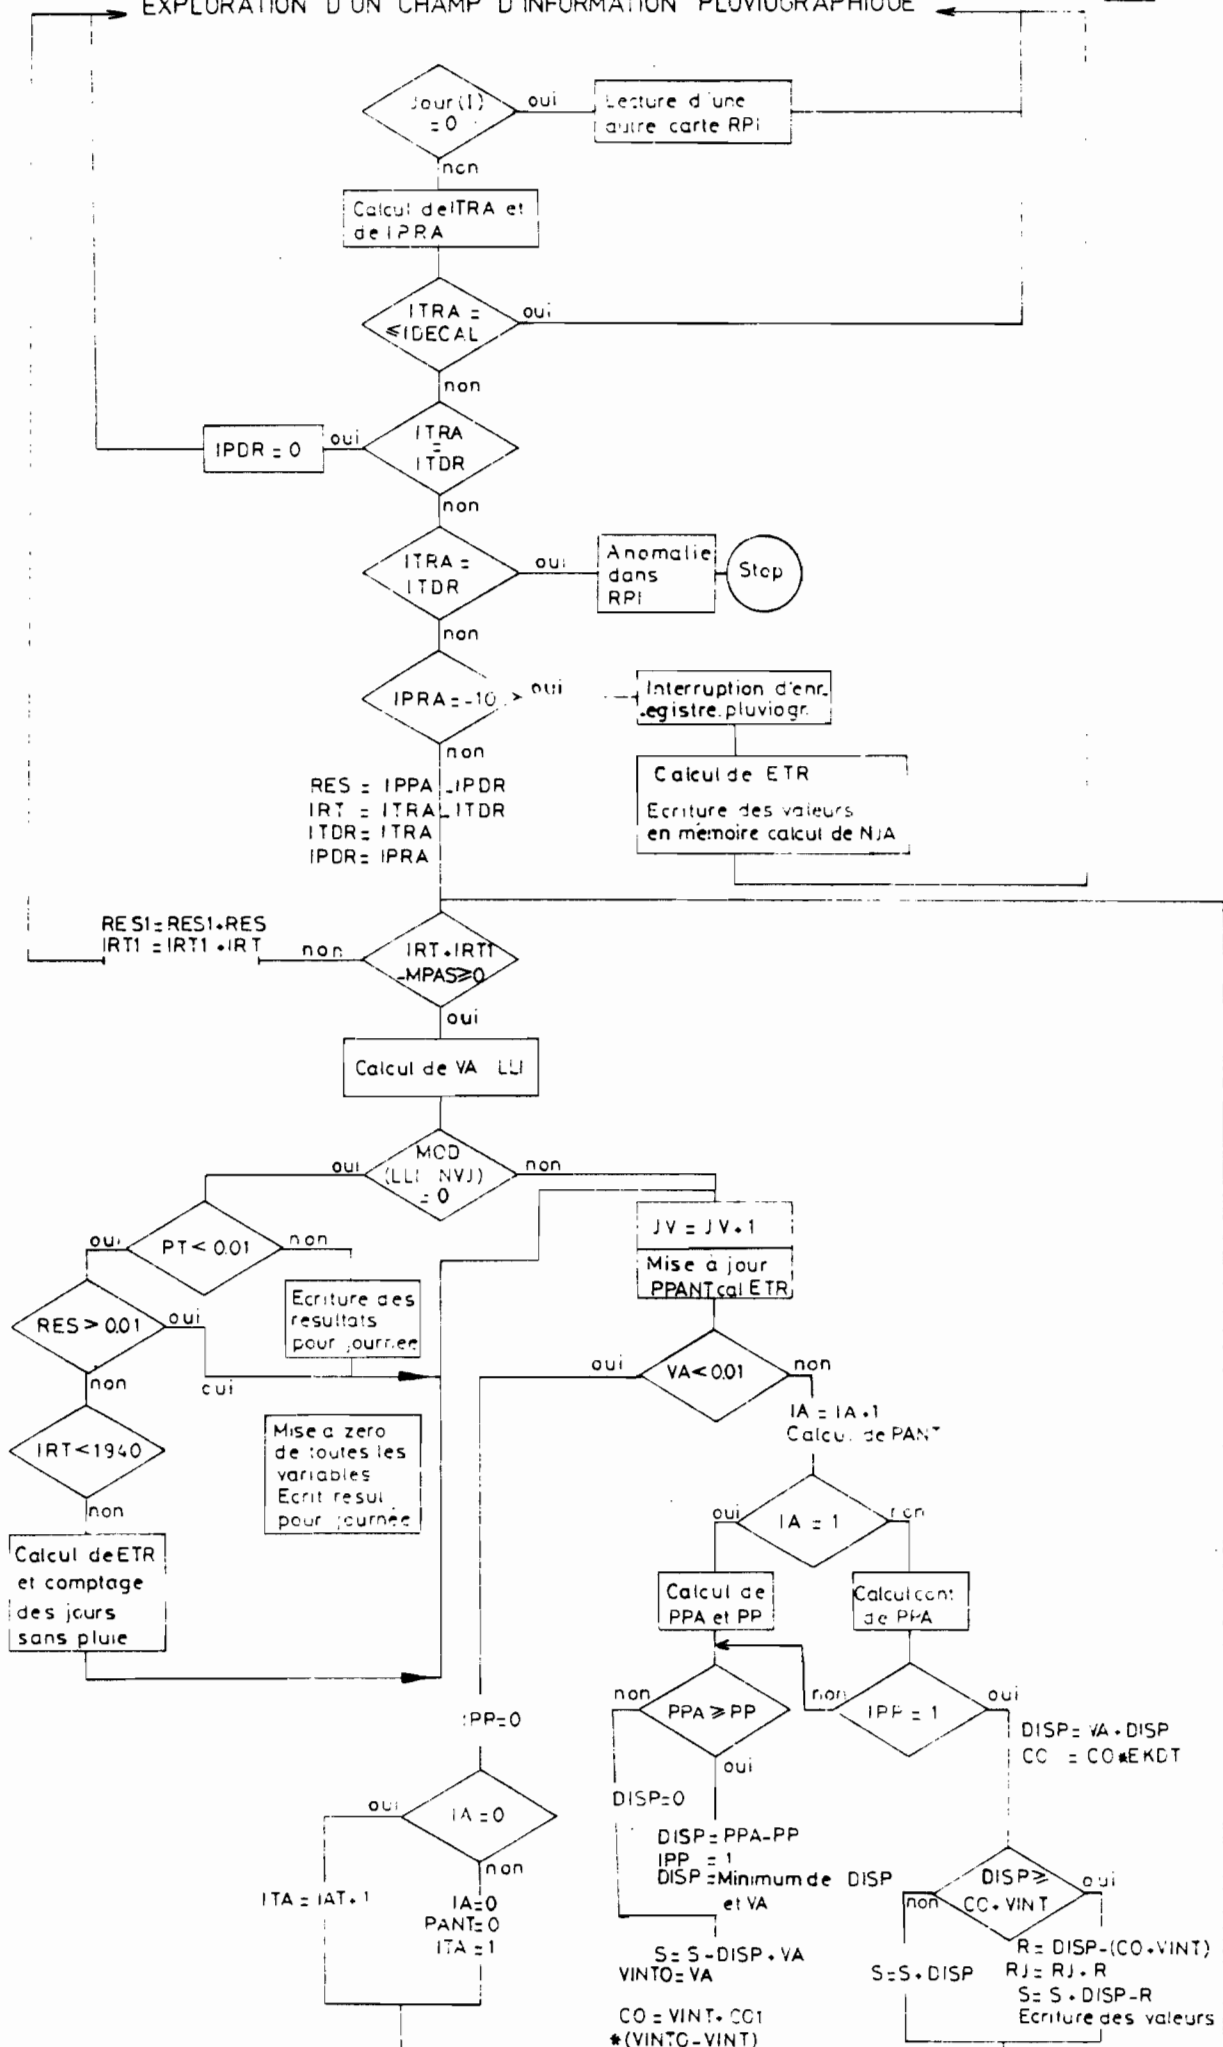 EXPLORATION D'UN CHAMP D'INFORMATION PLUVIOGRAPHIQUE
Jour(I)
= 0
oui
Lecture d'une
autre carte RPI
non
Calcul de ITRA et
de IPRA
ITRA =
≤IDECAL
oui
non
ITRA
=
ITDR
oui
IPDR = 0
non
ITRA =
ITDR
oui
Anomalie
dans
RPI
Stop
non
IPRA = -10
oui
Interruption d'enr.
egistre. pluviogr.
non
Calcul de ETR
Ecriture des valeurs
en mémoire calcul de NJA
RES = IPPA - IPDR
IRT = ITRA - ITDR
ITDR = ITRA
IPDR = IPRA
RES1=RES1+RES
IRT1 = IRT1 + IRT
non
IRT + IRT1
-MPAS≥0
oui
Calcul de VA LLI
MOD
(LLI NVJ)
= 0
oui
non
PT < 0.01
oui
non
JV = JV+1
Mise à jour
PPANT cal ETR
Ecriture des
resultats
pour journee
RES > 0.01
oui
oui
non
VA < 0.01
oui
non
IA = IA+1
Calcul de PANT
IRT<1940
non
Mise a zero
de toutes les
variables
Ecrit resul
pour journée
IA = 1
oui
non
Calcul de ETR
et comptage
des jours
sans pluie
Calcul de
PPA et PP
Calcul cont
de PPA
PPA ≥ PP
non
oui
IPP = 1
non
oui
IPP=0
DISP = VA + DISP
CO = CO*EKDT
DISP=0
IA = 0
oui
non
DISP = PPA-PP
IPP = 1
DISP = Minimum de DISP
et VA
DISP ≥
CO+VINT
non
oui
ITA = IAT+1
IA=0
PANT=0
ITA = 1
S= S-DISP + VA
VINTO=VA
S=S+DISP
R= DISP-(CO+VINT)
RJ= RJ+R
S= S + DISP-R
Ecriture des valeurs
CO = VINT + CO1
*(VINTO-VINT)